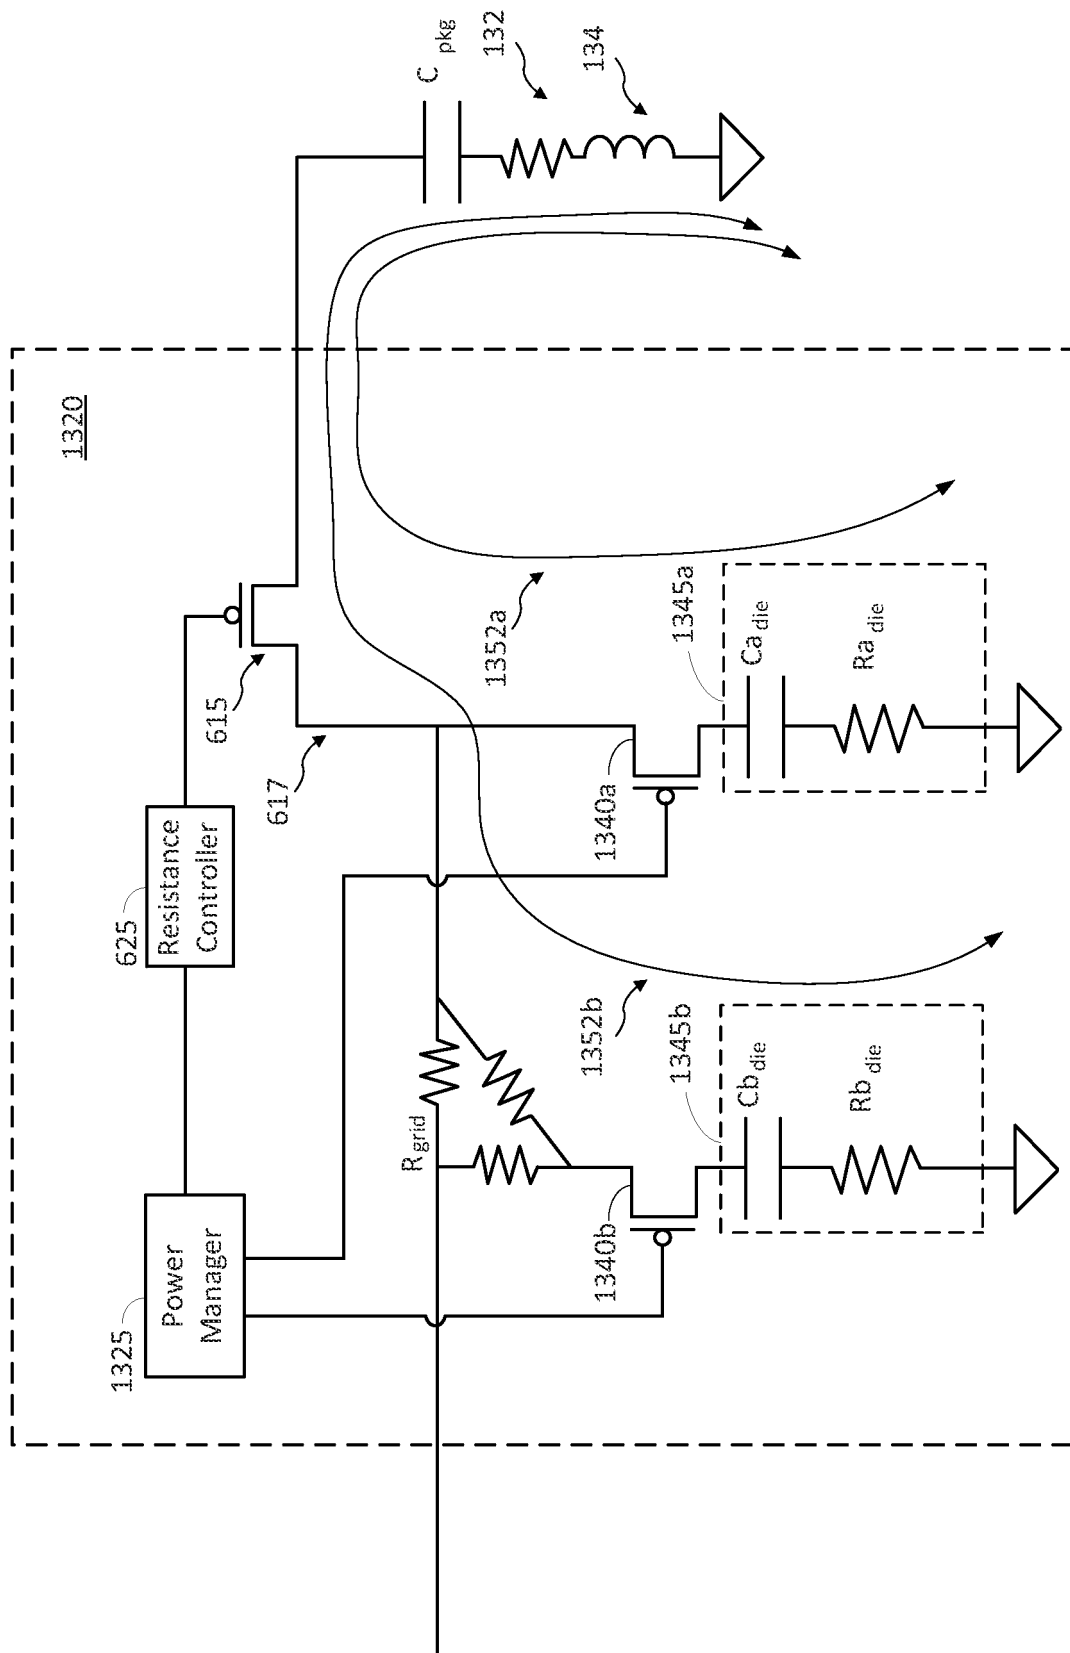 1320
C pkg
132
134
615
617
625
Resistance
Controller
1325
Power
Manager
Rgrid
1352a
1352b
1340a
1340b
1345a
Ca die
Ra die
1345b
Cb die
Rb die